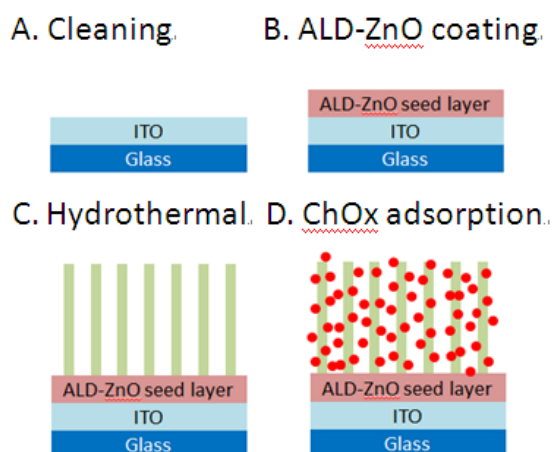 A. Cleaning
B. ALD-ZnO coating
ITO
Glass
ALD-ZnO seed layer
ITO
Glass
C. Hydrothermal
D. ChOx adsorption
ALD-ZnO seed layer
ITO
Glass
ALD-ZnO seed layer
ITO
Glass